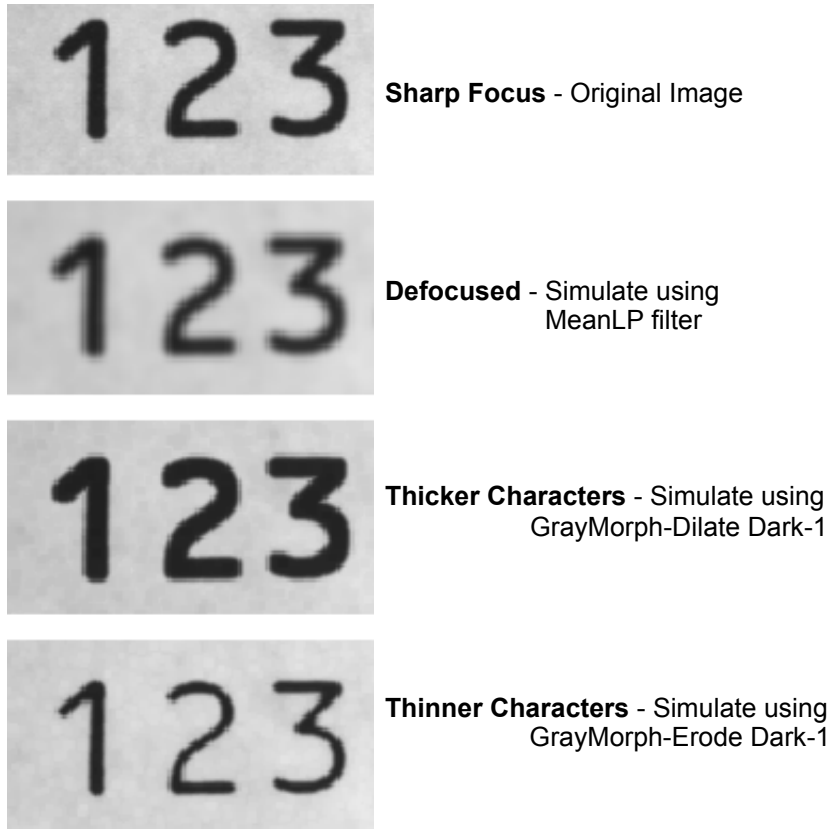 123
Sharp Focus - Original Image
123
Defocused - Simulate using
MeanLP filter
123
Thicker Characters - Simulate using
GrayMorph-Dilate Dark-1
123
Thinner Characters - Simulate using
GrayMorph-Erode Dark-1